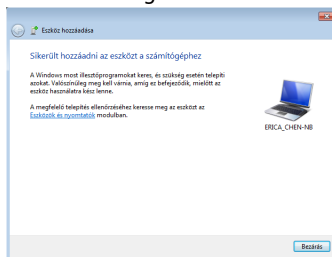 Eszköz hozzáadása
Sikerült hozzáadni az eszközt a számítógéphez
A Windows most illesztőprogramokat keres, és szükség esetén telepíti
azokat. Valószínűleg meg kell várnia, amíg ez befejeződik, mielőtt az
eszköz használatra kész lenne.
A megfelelő telepítés ellenőrzéséhez keresse meg az eszközt az
Eszközök és nyomtatók modulban.
ERICA_CHEN-NB
Bezárás